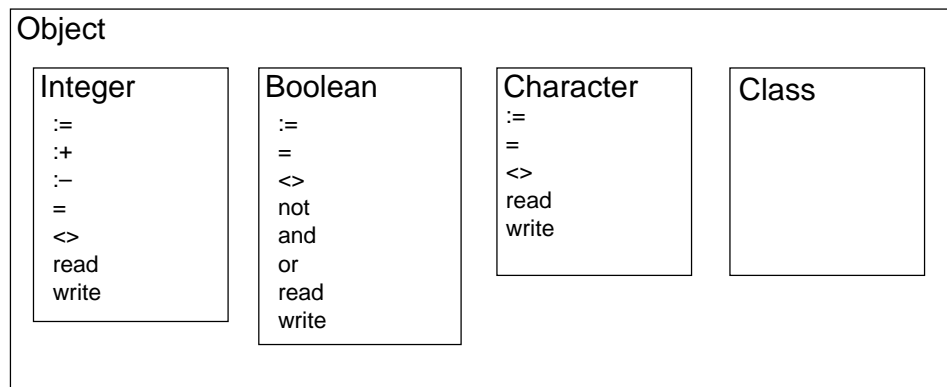 Object
Integer
:=
:+
:–
=
<>
read
write
Boolean
:=
=
<>
not
and
or
read
write
Character
:=
=
<>
read
write
Class